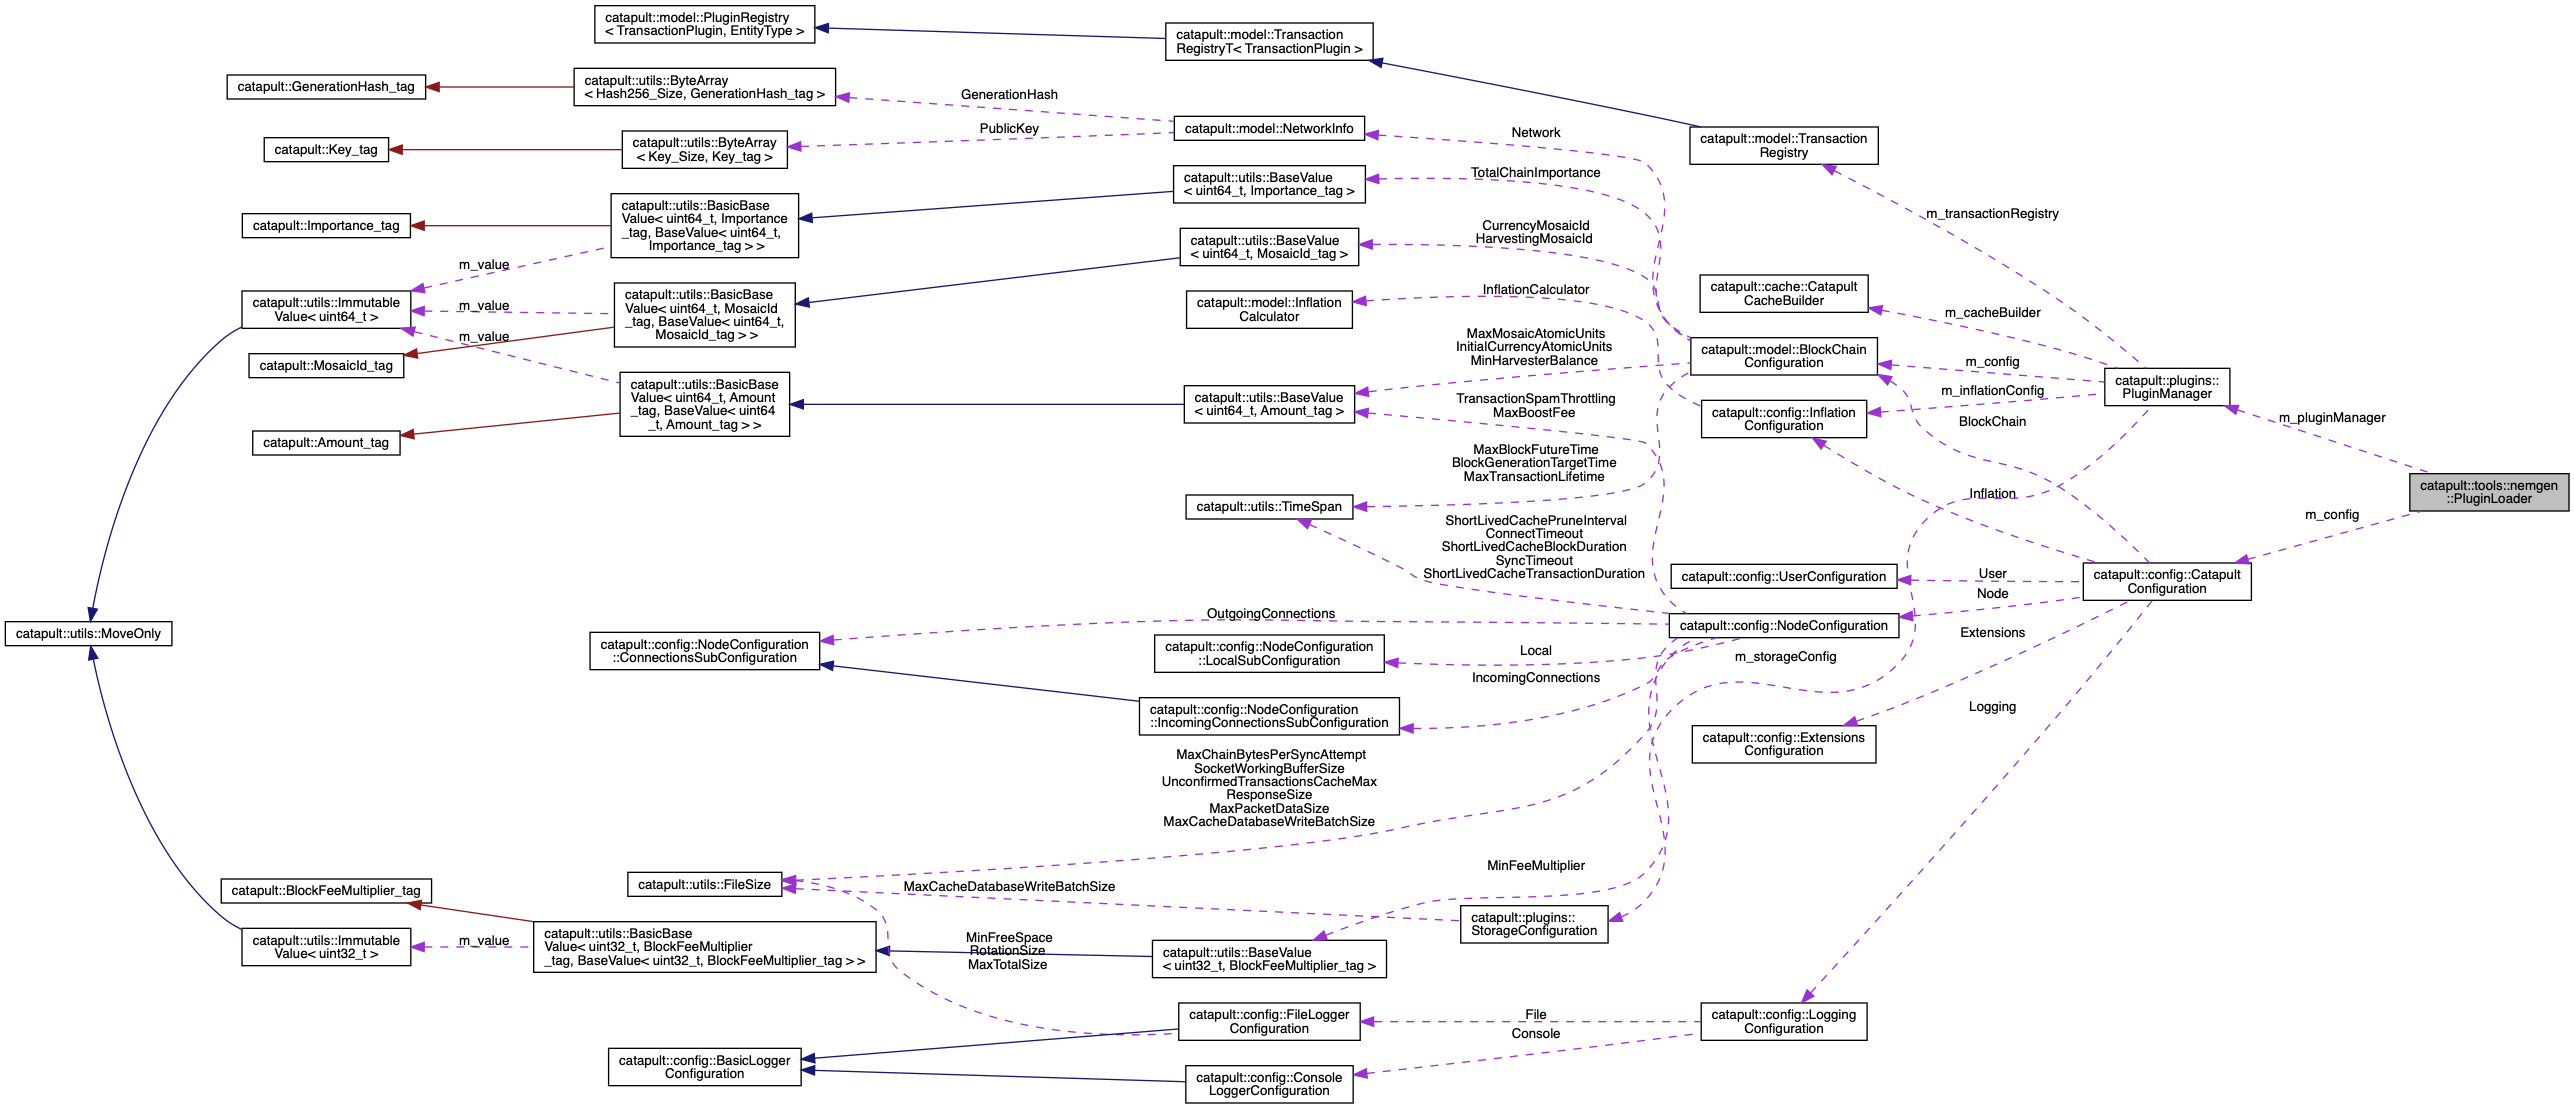 catapult::model::PluginRegistry
< TransactionPlugin, EntityType >
catapult::model::Transaction
RegistryT< TransactionPlugin >
catapult::GenerationHash_tag
catapult::utils::ByteArray
< Hash256_Size, GenerationHash_tag >
GenerationHash
catapult::model::NetworkInfo
PublicKey
catapult::Key_tag
catapult::utils::ByteArray
< Key_Size, Key_tag >
Network
catapult::model::Transaction
Registry
TotalChainImportance
catapult::utils::BaseValue
< uint64_t, Importance_tag >
catapult::Importance_tag
catapult::utils::BasicBase
Value< uint64_t, Importance
_tag, BaseValue< uint64_t,
Importance_tag > >
m_transactionRegistry
CurrencyMosaicId
HarvestingMosaicId
catapult::utils::BaseValue
< uint64_t, MosaicId_tag >
m_value
catapult::utils::Immutable
Value< uint64_t >
m_value
catapult::utils::BasicBase
Value< uint64_t, MosaicId
_tag, BaseValue< uint64_t,
MosaicId_tag > >
InflationCalculator
catapult::model::Inflation
Calculator
catapult::cache::Catapult
CacheBuilder
m_cacheBuilder
m_value
catapult::MosaicId_tag
MaxMosaicAtomicUnits
InitialCurrencyAtomicUnits
MinHarvesterBalance
catapult::model::BlockChain
Configuration
m_config
catapult::plugins::
PluginManager
m_inflationConfig
catapult::utils::BasicBase
Value< uint64_t, Amount
_tag, BaseValue< uint64
_t, Amount_tag > >
catapult::utils::BaseValue
< uint64_t, Amount_tag >
TransactionSpamThrottling
MaxBoostFee
catapult::config::Inflation
Configuration
BlockChain
m_pluginManager
catapult::Amount_tag
MaxBlockFutureTime
BlockGenerationTargetTime
MaxTransactionLifetime
catapult::tools::nemgen
::PluginLoader
Inflation
catapult::utils::TimeSpan
m_config
ShortLivedCachePruneInterval
ConnectTimeout
ShortLivedCacheBlockDuration
SyncTimeout
ShortLivedCacheTransactionDuration
catapult::config::UserConfiguration
User
catapult::config::Catapult
Configuration
Node
OutgoingConnections
catapult::config::NodeConfiguration
Extensions
catapult::utils::MoveOnly
catapult::config::NodeConfiguration
::ConnectionsSubConfiguration
catapult::config::NodeConfiguration
::LocalSubConfiguration
Local
m_storageConfig
IncomingConnections
catapult::config::NodeConfiguration
::IncomingConnectionsSubConfiguration
Logging
catapult::config::Extensions
Configuration
MaxChainBytesPerSyncAttempt
SocketWorkingBufferSize
UnconfirmedTransactionsCacheMax
ResponseSize
MaxPacketDataSize
MaxCacheDatabaseWriteBatchSize
MinFeeMultiplier
catapult::BlockFeeMultiplier_tag
catapult::utils::FileSize
MaxCacheDatabaseWriteBatchSize
catapult::plugins::
StorageConfiguration
catapult::utils::Immutable
Value< uint32_t >
m_value
catapult::utils::BasicBase
Value< uint32_t, BlockFeeMultiplier
_tag, BaseValue< uint32_t, BlockFeeMultiplier_tag > >
MinFreeSpace
RotationSize
MaxTotalSize
catapult::utils::BaseValue
< uint32_t, BlockFeeMultiplier_tag >
catapult::config::FileLogger
Configuration
File
Console
catapult::config::Logging
Configuration
catapult::config::BasicLogger
Configuration
catapult::config::Console
LoggerConfiguration